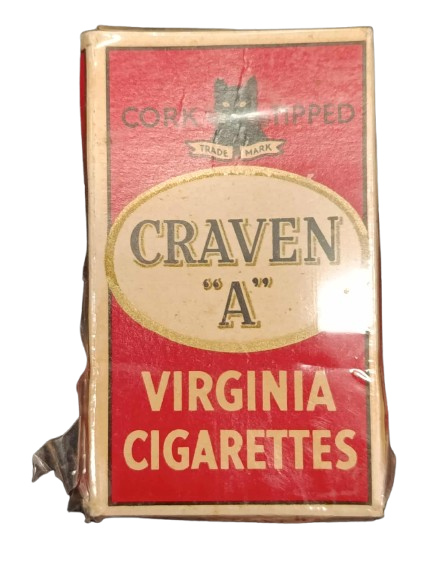 CORK TIPPED
TRADE MARK
CRAVEN
"A"
VIRGINIA
CIGARETTES